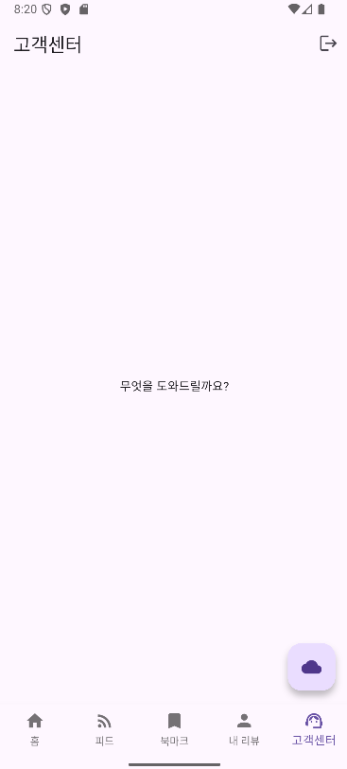 8:20
고객센터
무엇을 도와드릴까요?
홈
피드
북마크
내 리뷰
고객센터